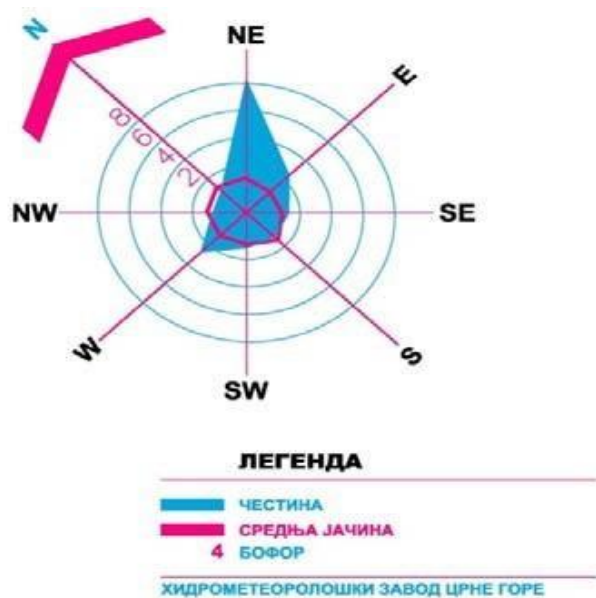 N
NE
E
8
6
4
2
NW
SE
W
S
SW
ЛЕГЕНДА
ЧЕСТИНА
СРЕДЊА ЈАЧИНА
4 БОФОР
ХИДРОМЕТЕОРОЛОШКИ ЗАВОД ЦРНЕ ГОРЕ